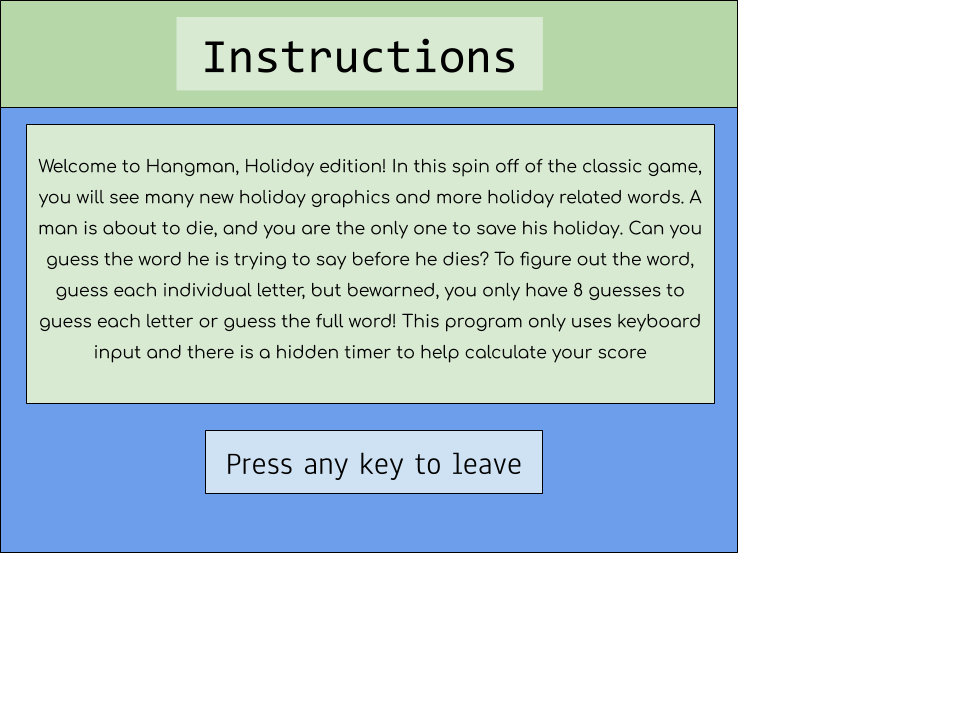 Instructions
Welcome to Hangman, Holiday edition! In this spin off of the classic game,
you will see many new holiday graphics and more holiday related words. A
man is about to die, and you are the only one to save his holiday. Can you
guess the word he is trying to say before he dies? To figure out the word,
guess each individual letter, but bewarned, you only have 8 guesses to
guess each letter or guess the full word! This program only uses keyboard
input and there is a hidden timer to help calculate your score
Press any key to leave